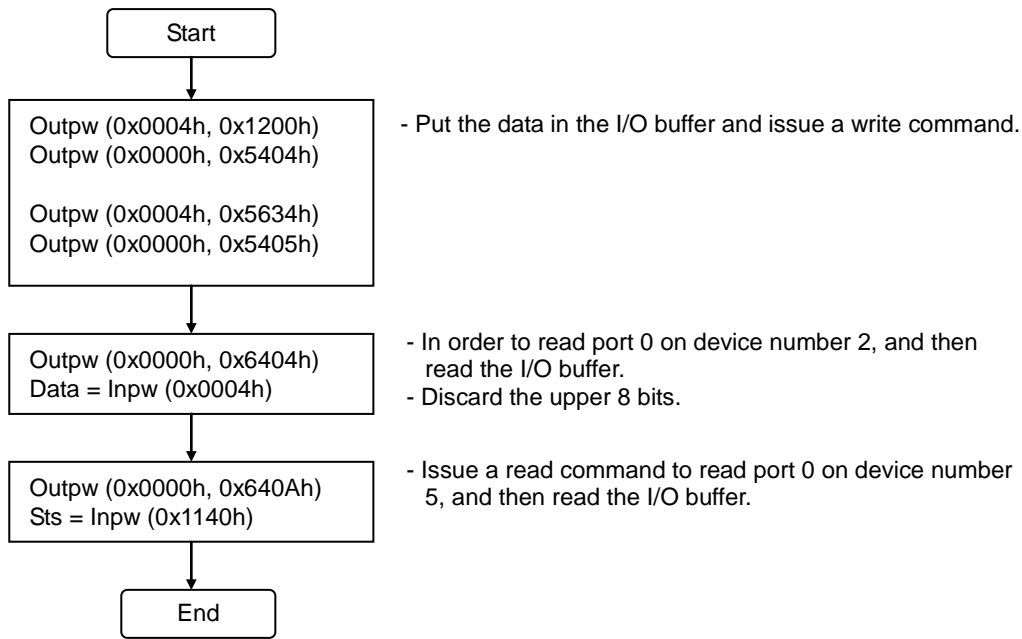 Start
Outpw (0x0004h, 0x1200h)
Outpw (0x0000h, 0x5404h)
Outpw (0x0004h, 0x5634h)
Outpw (0x0000h, 0x5405h)
- Put the data in the I/O buffer and issue a write command.
Outpw (0x0000h, 0x6404h)
Data = Inpw (0x0004h)
- In order to read port 0 on device number 2, and then
read the I/O buffer.
- Discard the upper 8 bits.
Outpw (0x0000h, 0x640Ah)
Sts = Inpw (0x1140h)
- Issue a read command to read port 0 on device number
5, and then read the I/O buffer.
End